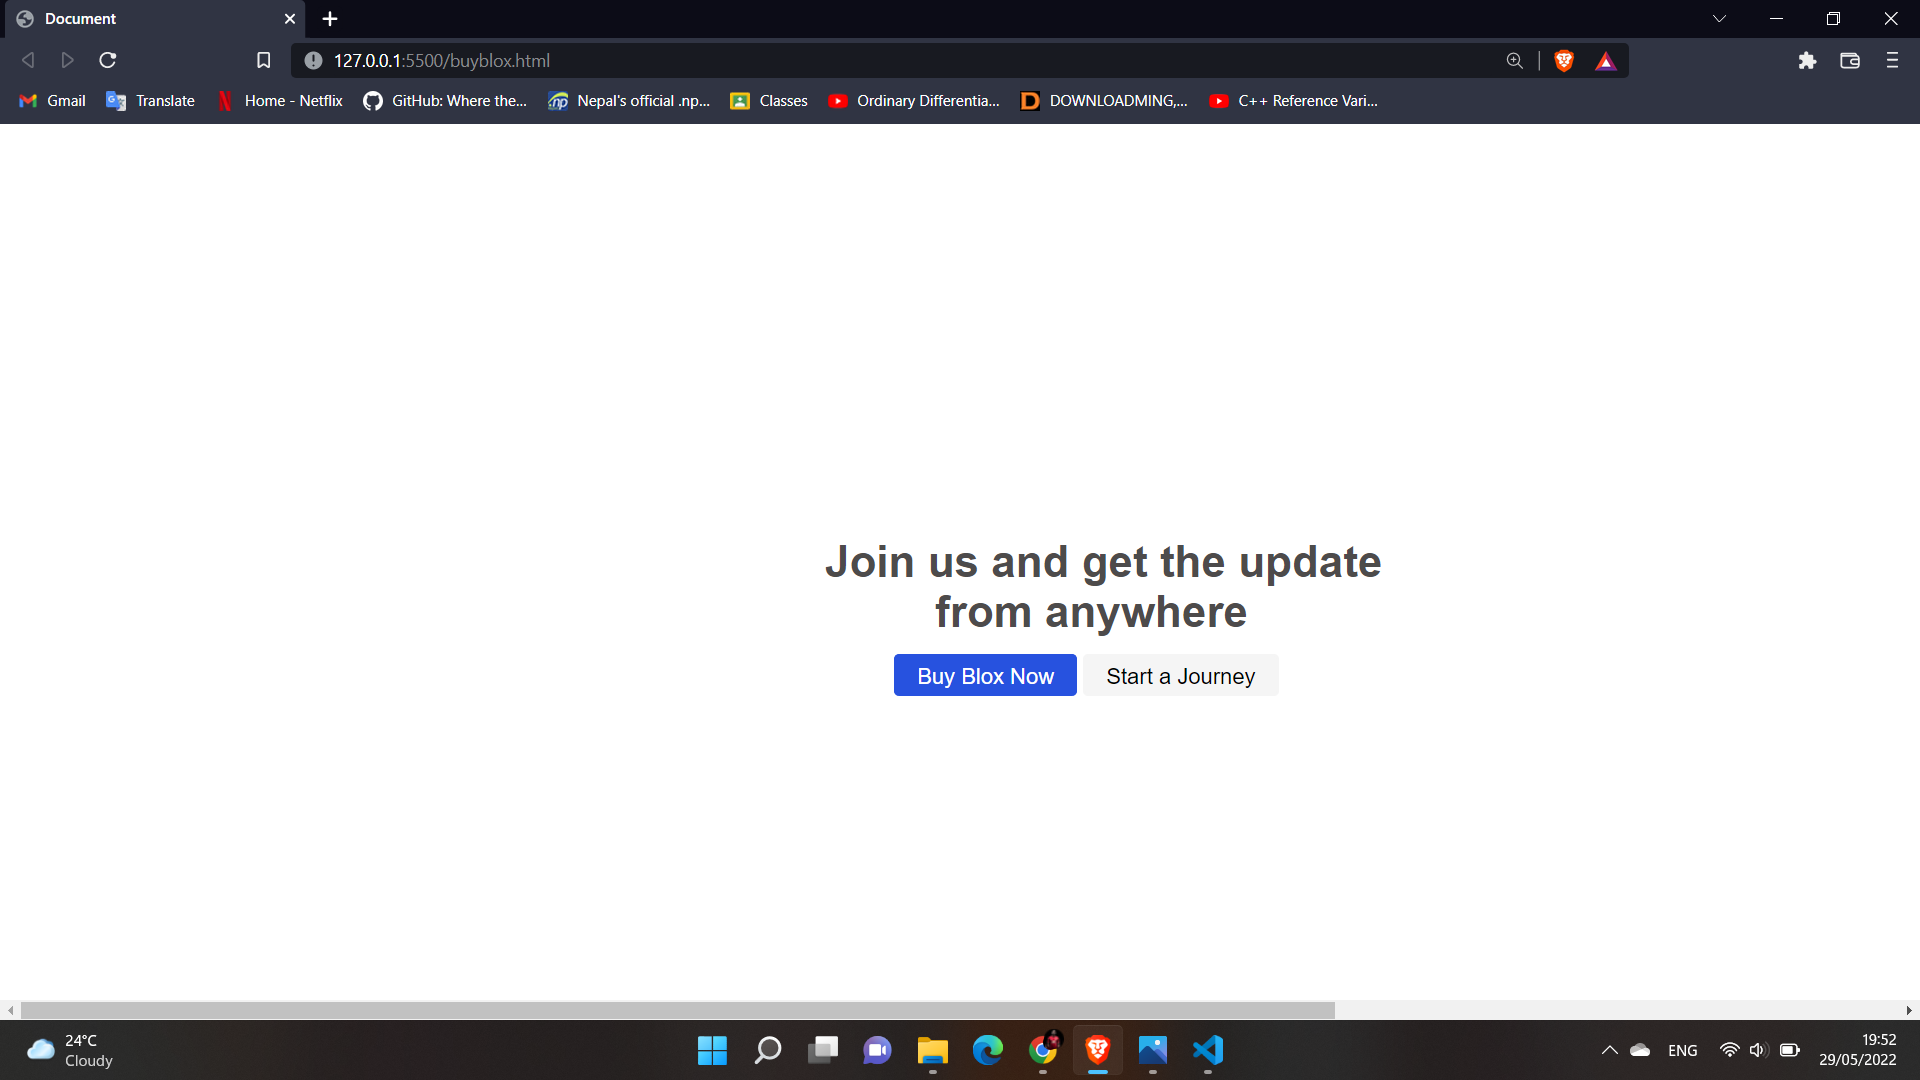 Document
127.0.0.1:5500/buyblox.html
Gmail
Translate
Home - Netflix
GitHub: Where the...
Nepal's official .np...
Classes
Ordinary Differentia...
DOWNLOADMING,...
C++ Reference Vari...
Join us and get the update
from anywhere
Buy Blox Now
Start a Journey
24°C
Cloudy
ENG
19:52
29/05/2022